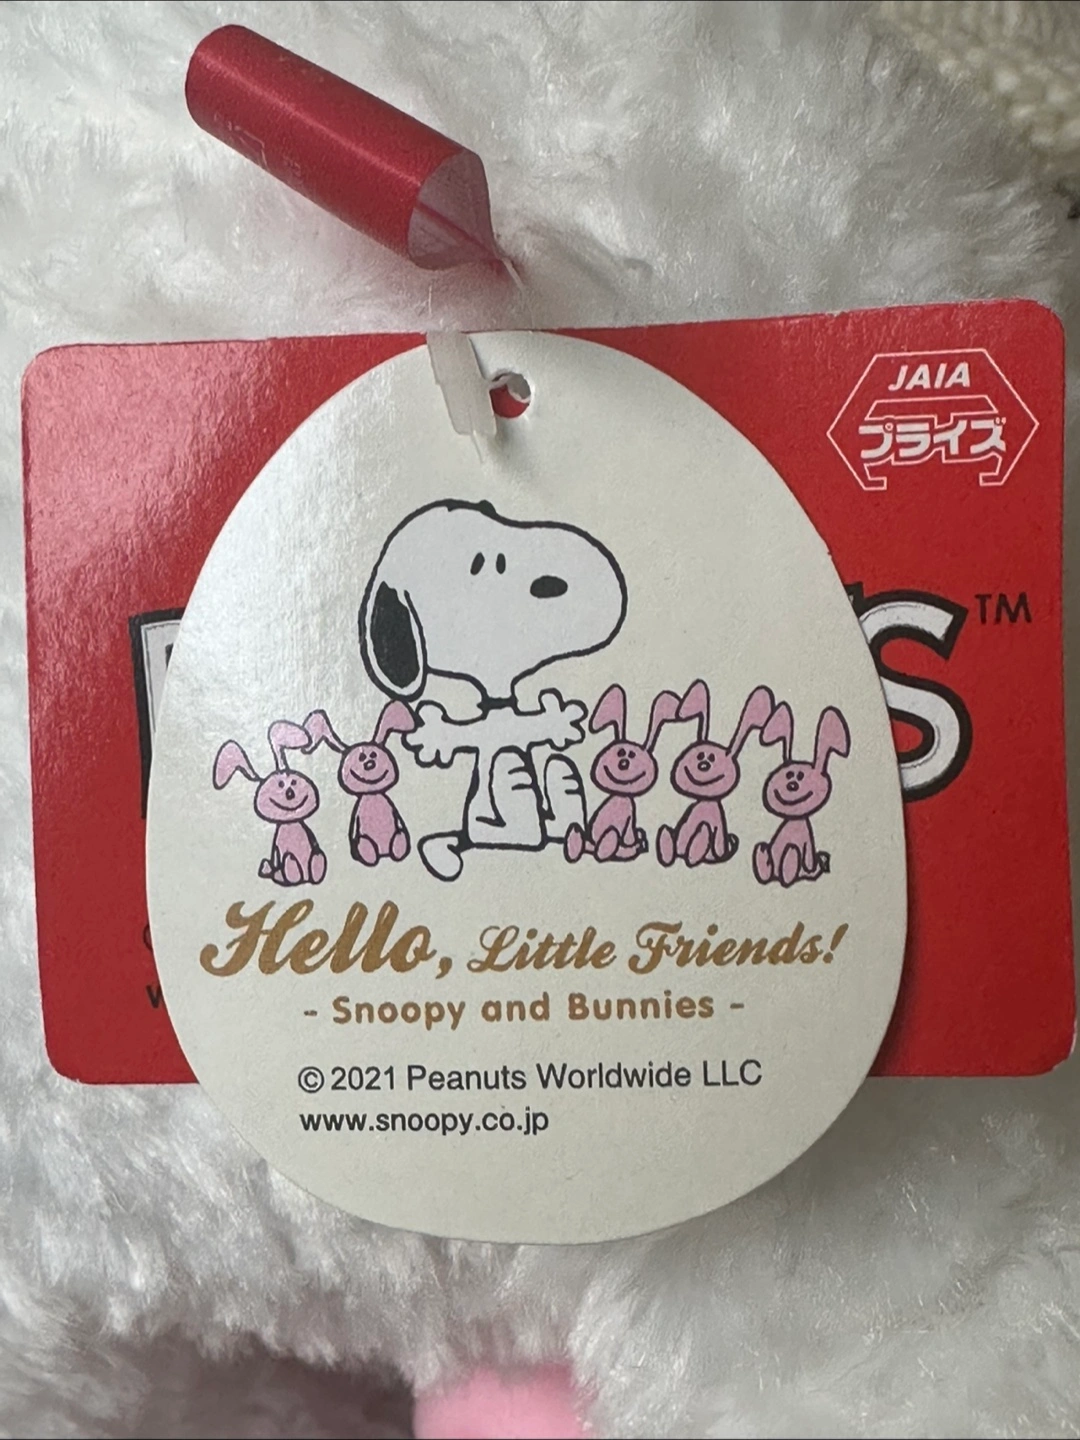 JAIA
プライズ
S™
Hello, Little Friends!
- Snoopy and Bunnies -
©2021 Peanuts Worldwide LLC
www.snoopy.co.jp